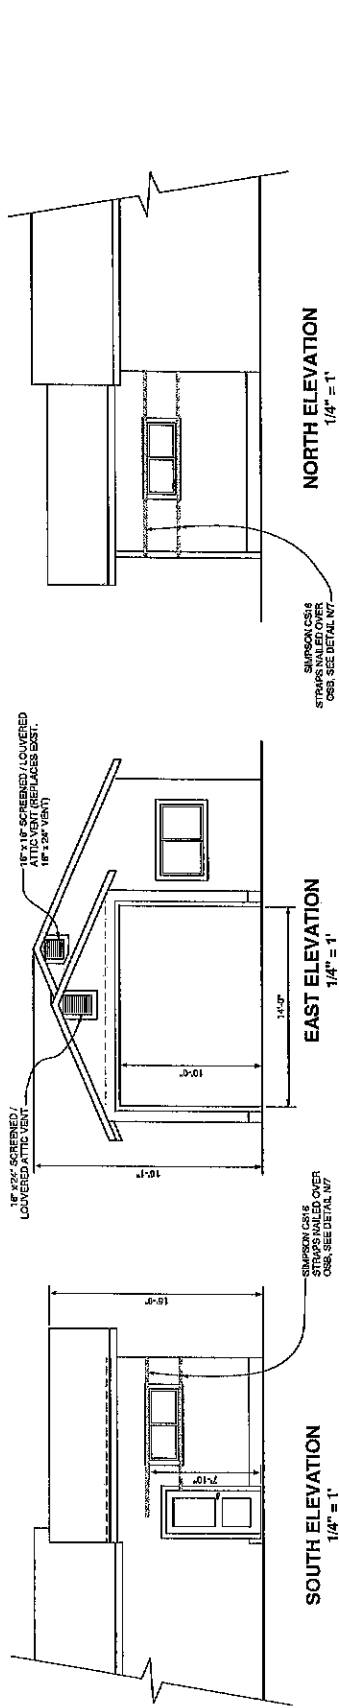 SIMPSON CS16
STRAPS NAILED OVER
OSB, SEE DETAIL N/7
15'-0"
7'-10"
SOUTH ELEVATION
1/4" = 1'
16" x 24" SCREENED /
LOUVERED ATTIC VENT
16" x 16" SCREENED / LOUVERED
ATTIC VENT (REPLACES EXIST.
16" x 24" VENT)
16'-1"
10'-0"
14'-0"
EAST ELEVATION
1/4" = 1'
SIMPSON CS16
STRAPS NAILED OVER
OSB, SEE DETAIL N/7
NORTH ELEVATION
1/4" = 1'